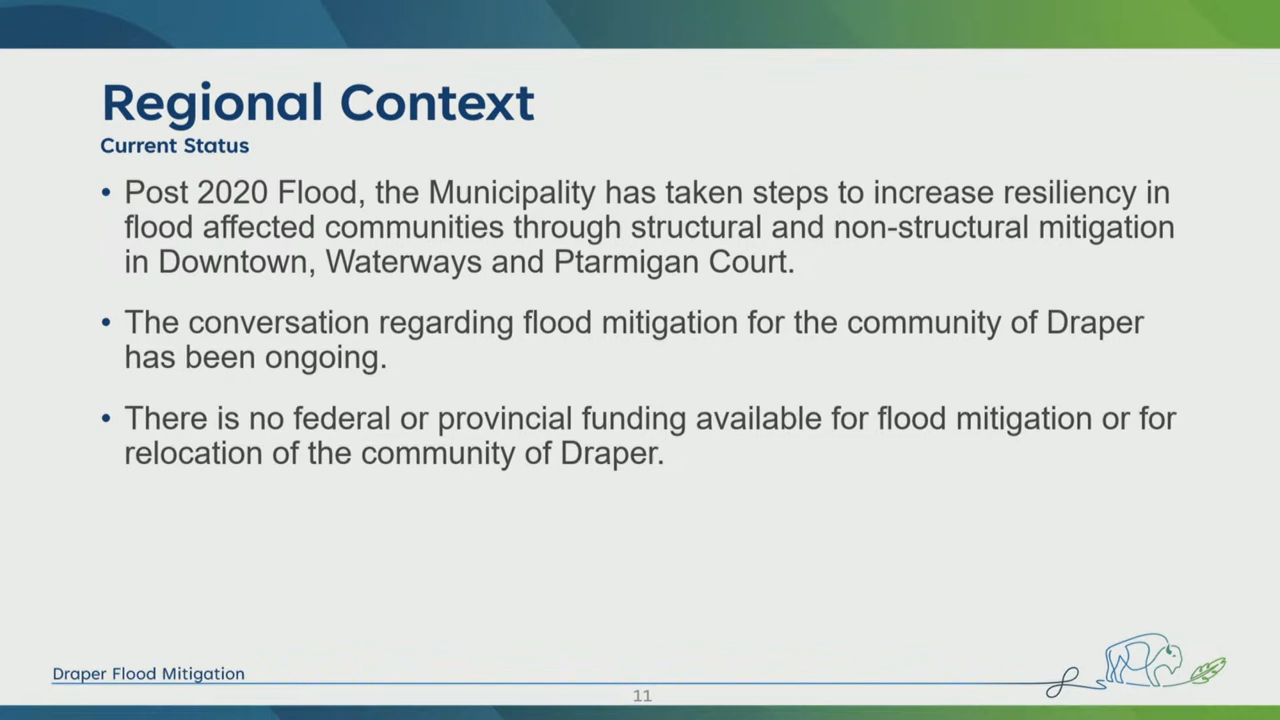 Regional Context
Current Status
• Post 2020 Flood, the Municipality has taken steps to increase resiliency in
flood affected communities through structural and non-structural mitigation
in Downtown, Waterways and Ptarmigan Court.
• The conversation regarding flood mitigation for the community of Draper
has been ongoing.
• There is no federal or provincial funding available for flood mitigation or for
relocation of the community of Draper.
Draper Flood Mitigation
11